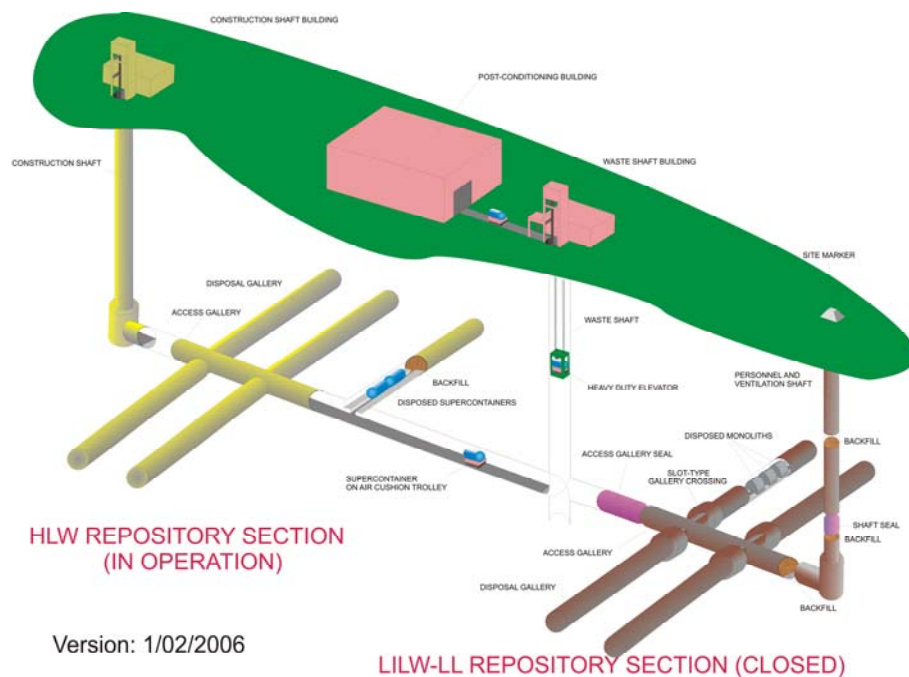 CONSTRUCTION SHAFT BUILDING
POST-CONDITIONING BUILDING
CONSTRUCTION SHAFT
WASTE SHAFT BUILDING
SITE MARKER
DISPOSAL GALLERY
ACCESS GALLERY
WASTE SHAFT
PERSONNEL AND
VENTILATION SHAFT
BACKFILL
HEAVY DUTY ELEVATOR
DISPOSED SUPERCONTAINERS
DISPOSED MONOLITHS
BACKFILL
ACCESS GALLERY SEAL
SLOT-TYPE
GALLERY CROSSING
SUPERCONTAINER
ON AIR CUSHION TROLLEY
SHAFT SEAL
HLW REPOSITORY SECTION
(IN OPERATION)
BACKFILL
ACCESS GALLERY
DISPOSAL GALLERY
BACKFILL
Version: 1/02/2006
LILW-LL REPOSITORY SECTION (CLOSED)